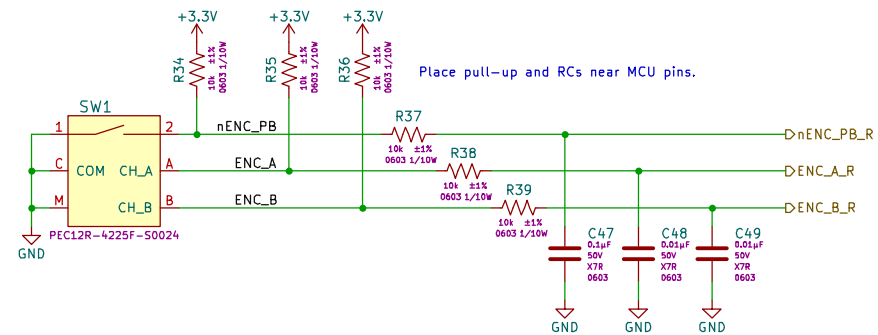 +3.3V +3.3V +3.3V
R34 10k ±1% 0603 1/10W
R35 10k ±1% 0603 1/10W
R36 10k ±1% 0603 1/10W
Place pull-up and RCs near MCU pins.
SW1
1 2
C COM CH_A A
M CH_B B
PEC12R-4225F-S0024
GND
nENC_PB
ENC_A
ENC_B
R37
10k ±1%
0603 1/10W
R38
10k ±1%
0603 1/10W
R39
10k ±1%
0603 1/10W
nENC_PB_R
ENC_A_R
ENC_B_R
C47
0.1µF
50V
X7R
0603
C48
0.01µF
50V
X7R
0603
C49
0.01µF
50V
X7R
0603
GND GND GND